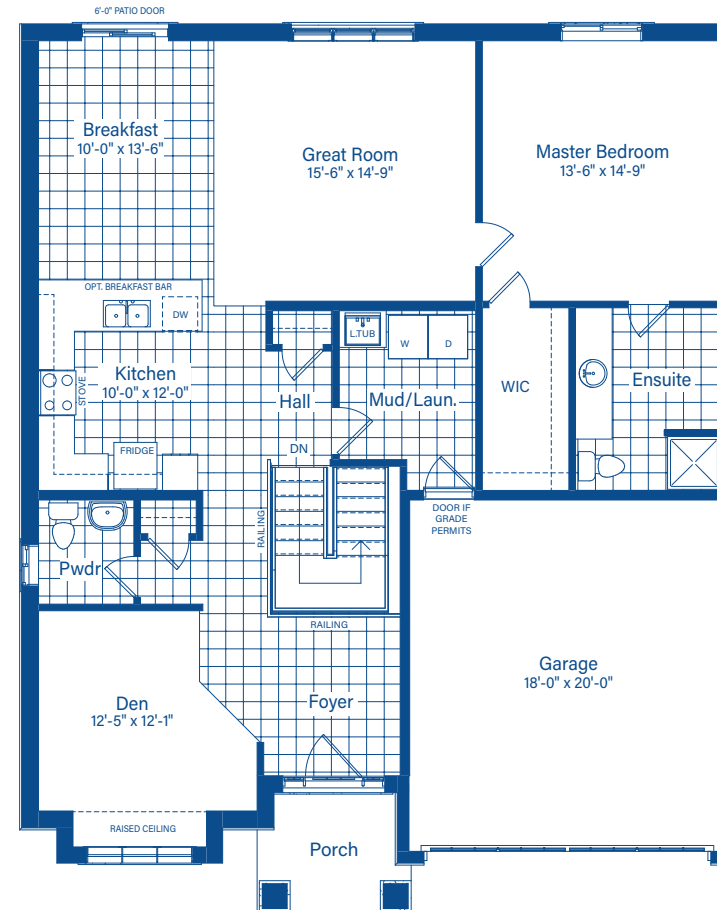 6'-0" PATIO DOOR
Breakfast
10'-0" x 13'-6"
Great Room
15'-6" x 14'-9"
Master Bedroom
13'-6" x 14'-9"
OPT. BREAKFAST BAR
DW
L.TUB
W
D
STOVE
Kitchen
10'-0" x 12'-0"
Hall
Mud/Laun.
WIC
Ensuite
FRIDGE
DN
DOOR IF
GRADE
PERMITS
RAILING
Pwdr
RAILING
Garage
18'-0" x 20'-0"
Den
12'-5" x 12'-1"
Foyer
RAISED CEILING
Porch